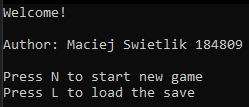 Welcome!
Author: Maciej Swietlik 184809
Press N to start new game
Press L to load the save